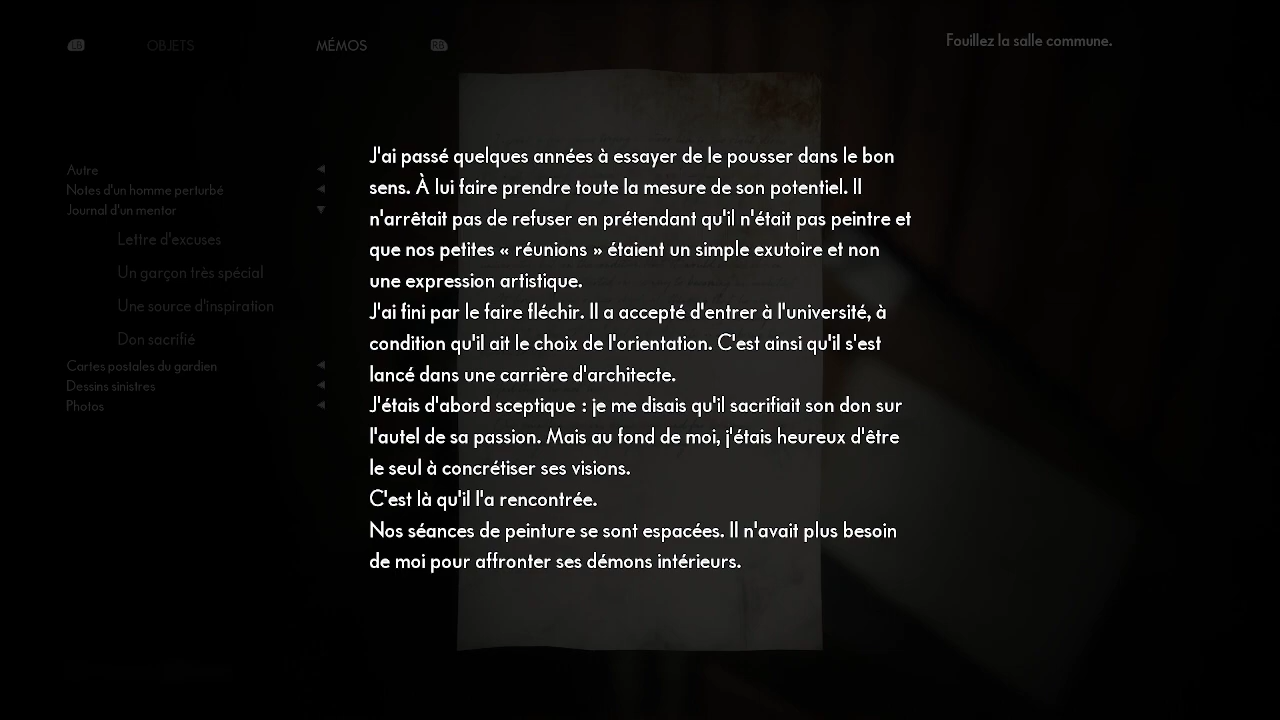 LB
OBJETS
MÉMOS
RB
Fouillez la salle commune.
Autre
Notes d'un homme perturbé
Journal d'un mentor
Lettre d'excuses
Un garçon très spécial
Une source d'inspiration
Don sacrifié
Cartes postales du gardien
Dessins sinistres
Photos
J'ai passé quelques années à essayer de le pousser dans le bon
sens. À lui faire prendre toute la mesure de son potentiel. Il
n'arrêtait pas de refuser en prétendant qu'il n'était pas peintre et
que nos petites « réunions » étaient un simple exutoire et non
une expression artistique.
J'ai fini par le faire fléchir. Il a accepté d'entrer à l'université, à
condition qu'il ait le choix de l'orientation. C'est ainsi qu'il s'est
lancé dans une carrière d'architecte.
J'étais d'abord sceptique : je me disais qu'il sacrifiait son don sur
l'autel de sa passion. Mais au fond de moi, j'étais heureux d'être
le seul à concrétiser ses visions.
C'est là qu'il l'a rencontrée.
Nos séances de peinture se sont espacées. Il n'avait plus besoin
de moi pour affronter ses démons intérieurs.